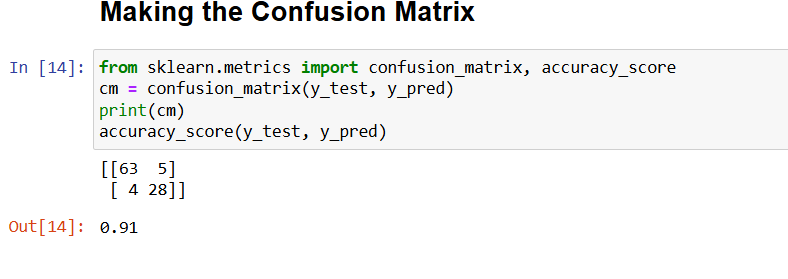 Making the Confusion Matrix
In [14]: from sklearn.metrics import confusion_matrix, accuracy_score
cm = confusion_matrix(y_test, y_pred)
print(cm)
accuracy_score(y_test, y_pred)
[[63  5]
 [ 4 28]]
Out[14]: 0.91